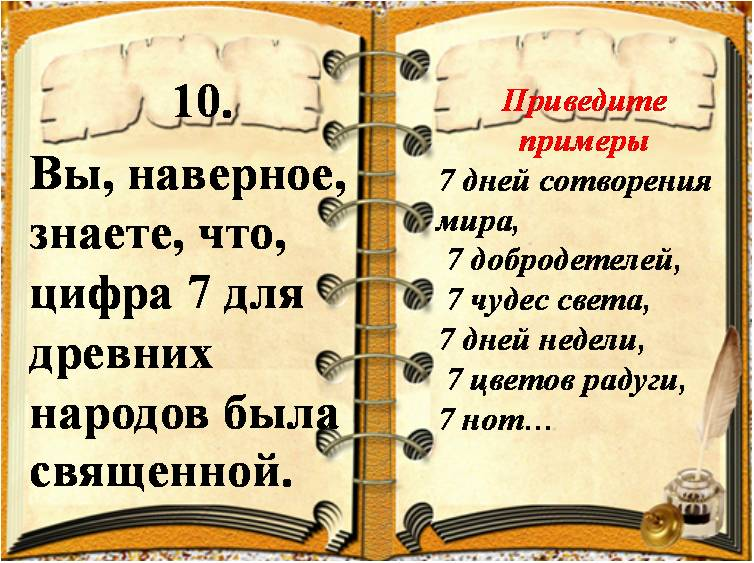 10.
Вы, наверное,
знаете, что,
цифра 7 для
древних
народов была
священной.
Приведите
примеры
7 дней сотворения
мира,
7 добродетелей,
7 чудес света,
7 дней недели,
7 цветов радуги,
7 нот…